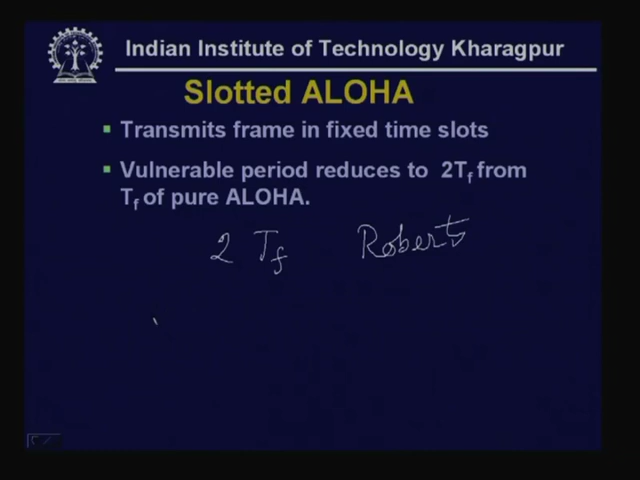 Indian Institute of Technology Kharagpur
Slotted ALOHA
Transmits frame in fixed time slots
Vulnerable period reduces to 2Tf from
Tf of pure ALOHA.
2 Tf Roberts